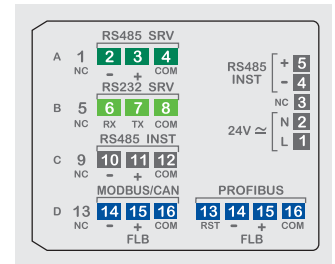 RS485 SRV
A 1 2 3 4
NC - + COM
RS232 SRV
B 5 6 7 8
NC RX TX COM
RS485 INST
C 9 10 11 12
NC - + COM
MODBUS/CAN
D 13 14 15 16
NC - + COM
FLB
PROFIBUS
13 14 15 16
RST - + COM
FLB
RS485 INST
+ 5
- 4
NC 3
24V ≃
N 2
L 1